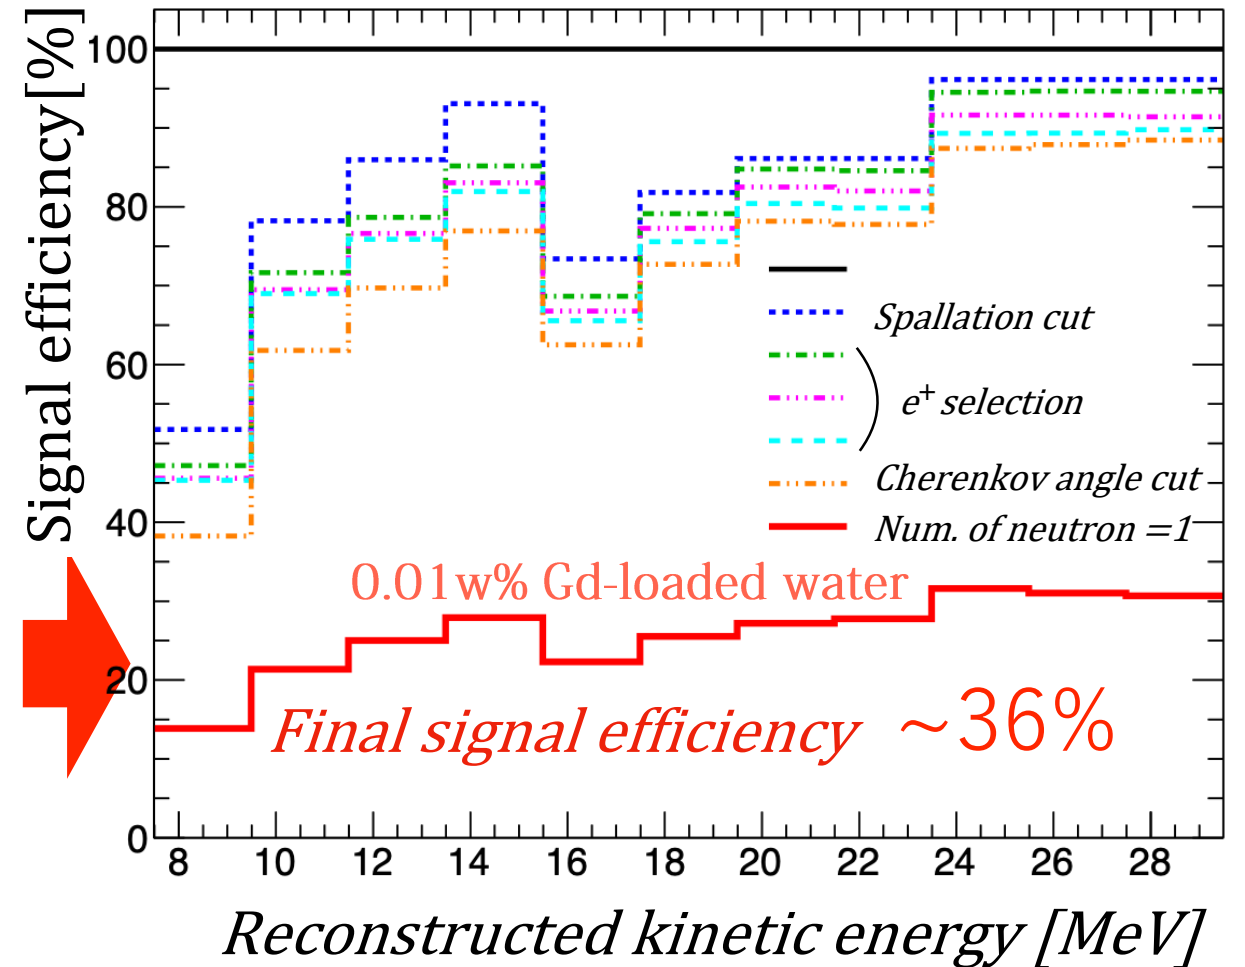 Signal efficiency[%]
100
80
60
40
20
0
Spallation cut
e⁺ selection
Cherenkov angle cut
Num. of neutron =1
0.01w% Gd-loaded water
Final signal efficiency ~36%
8 10 12 14 16 18 20 22 24 26 28
Reconstructed kinetic energy [MeV]